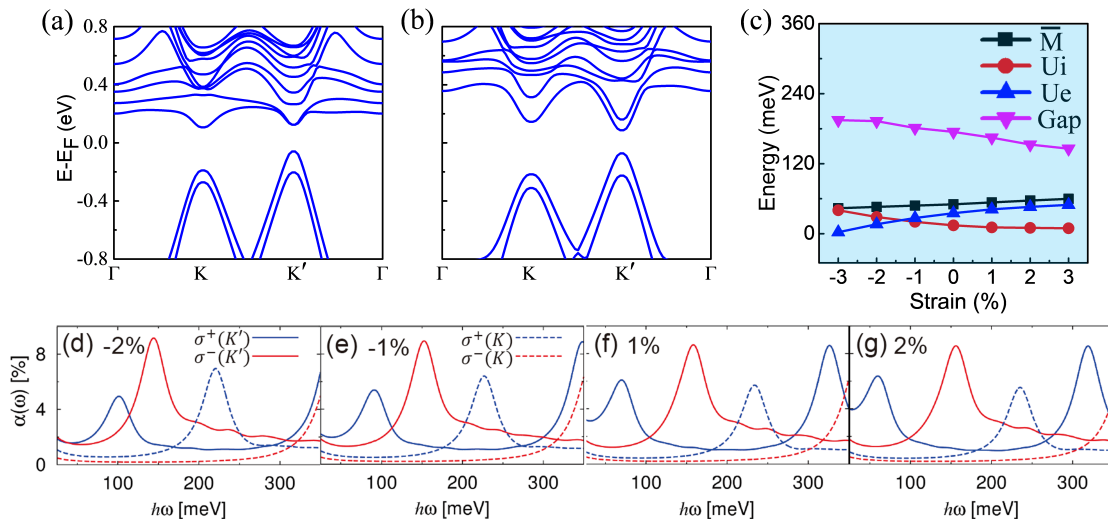 (a)
(b)
(c)
E-E_F (eV)
0.8
0.4
0.0
-0.4
-0.8
Γ K K′ Γ
Γ K K′ Γ
Energy (meV)
360
240
120
0
M̅
Ui
Ue
Gap
-3 -2 -1 0 1 2 3
Strain (%)
(d) -2%
σ⁺(K′)
σ⁻(K′)
(e) -1%
σ⁺(K)
σ⁻(K)
(f) 1%
(g) 2%
α(ω) [%]
8
4
0
100 200 300
100 200 300
100 200 300
100 200 300
ħω [meV]
ħω [meV]
ħω [meV]
ħω [meV]